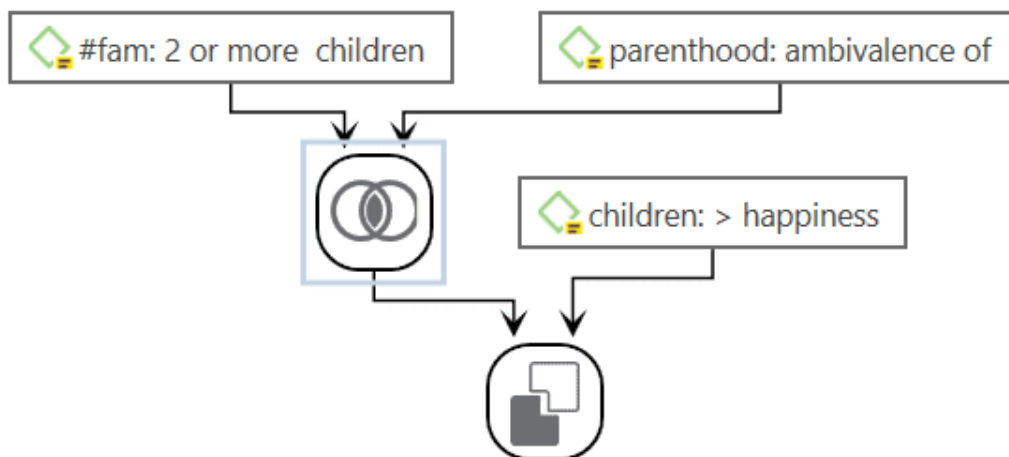 #fam: 2 or more  children
parenthood: ambivalence of
children: > happiness